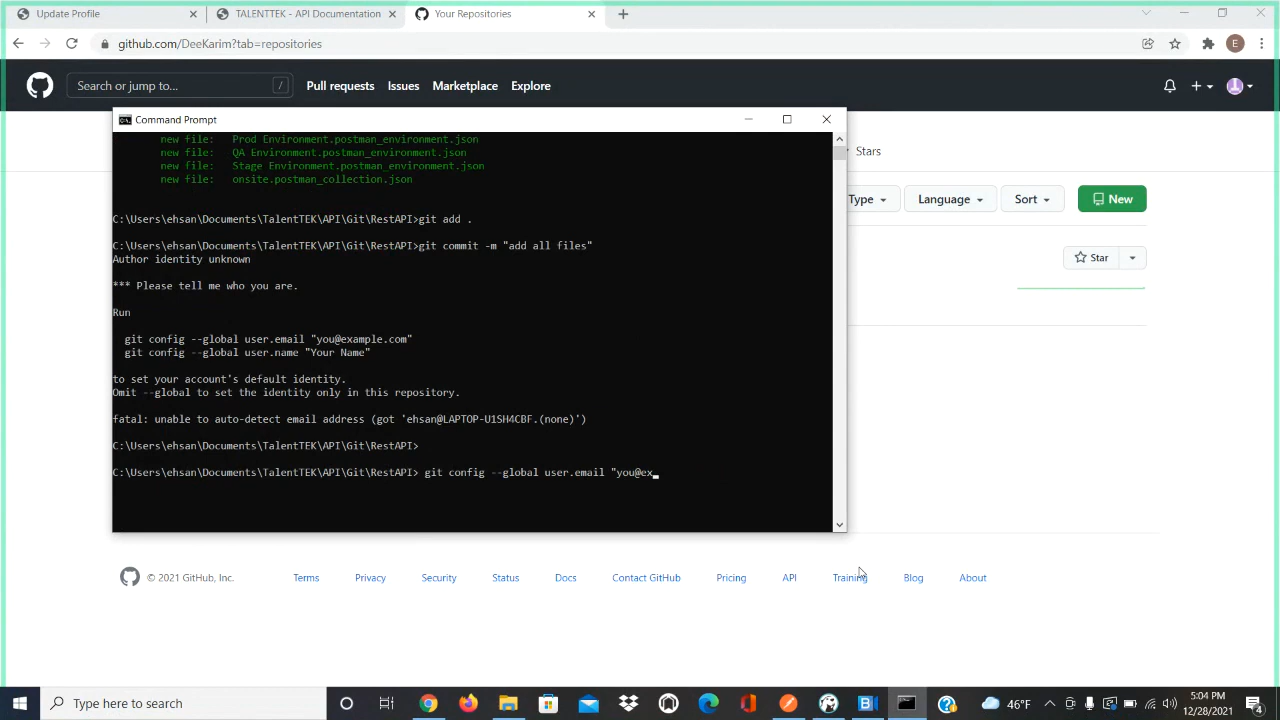 Update Profile
TALENTTEK - API Documentation
Your Repositories
github.com/DeeKarim?tab=repositories
E
Search or jump to...
/
Pull requests
Issues
Marketplace
Explore
Command Prompt
new file: Prod Environment.postman_environment.json
new file: QA Environment.postman_environment.json
new file: Stage Environment.postman_environment.json
new file: onsite.postman_collection.json
C:\Users\ehsan\Documents\TalentTEK\API\Git\RestAPI>git add .
C:\Users\ehsan\Documents\TalentTEK\API\Git\RestAPI>git commit -m "add all files"
Author identity unknown
*** Please tell me who you are.
Run
git config --global user.email "you@example.com"
git config --global user.name "Your Name"
to set your account's default identity.
Omit --global to set the identity only in this repository.
fatal: unable to auto-detect email address (got 'ehsan@LAPTOP-U1SH4CBF.(none)')
C:\Users\ehsan\Documents\TalentTEK\API\Git\RestAPI>
C:\Users\ehsan\Documents\TalentTEK\API\Git\RestAPI> git config --global user.email "you@ex
Stars
Type
Language
Sort
New
Star
© 2021 GitHub, Inc.
Terms
Privacy
Security
Status
Docs
Contact GitHub
Pricing
API
Training
Blog
About
Type here to search
46°F
5:04 PM
12/28/2021
4